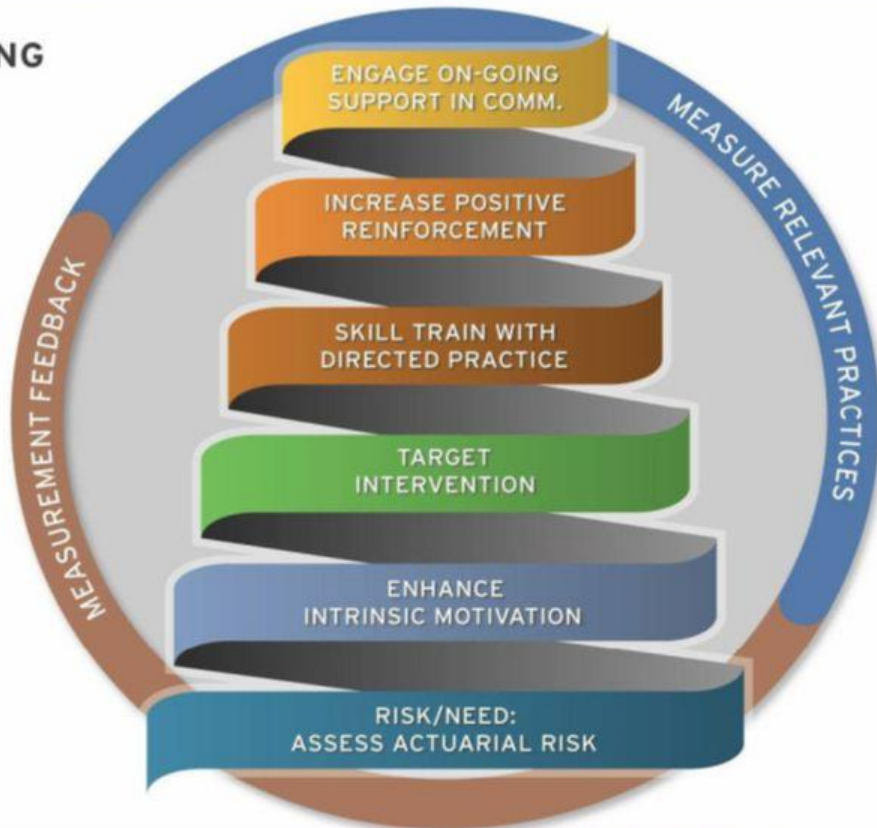 NG
ENGAGE ON-GOING
SUPPORT IN COMM.
INCREASE POSITIVE
REINFORCEMENT
SKILL TRAIN WITH
DIRECTED PRACTICE
TARGET
INTERVENTION
ENHANCE
INTRINSIC MOTIVATION
RISK/NEED:
ASSESS ACTUARIAL RISK
MEASUREMENT FEEDBACK
MEASURE RELEVANT PRACTICES